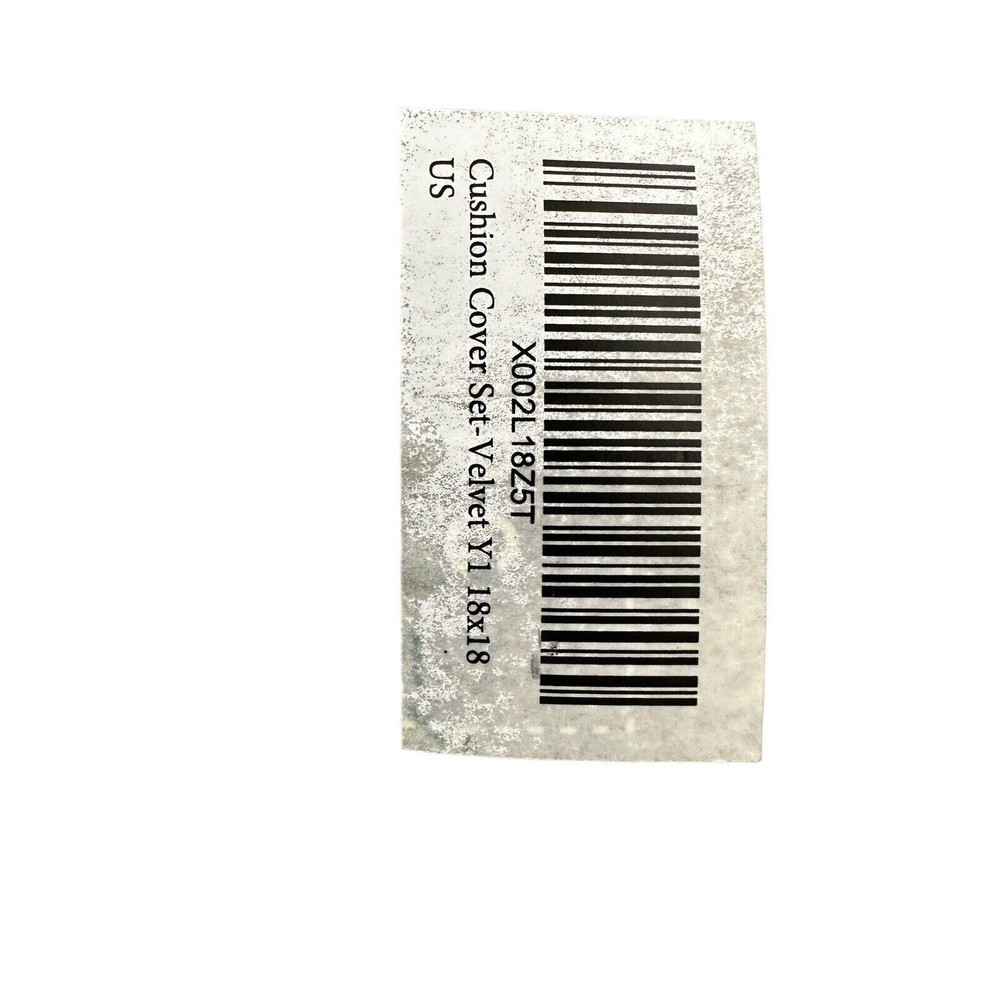 X002L18Z5T
Cushion Cover Set-Velvet Y1 18x18
US